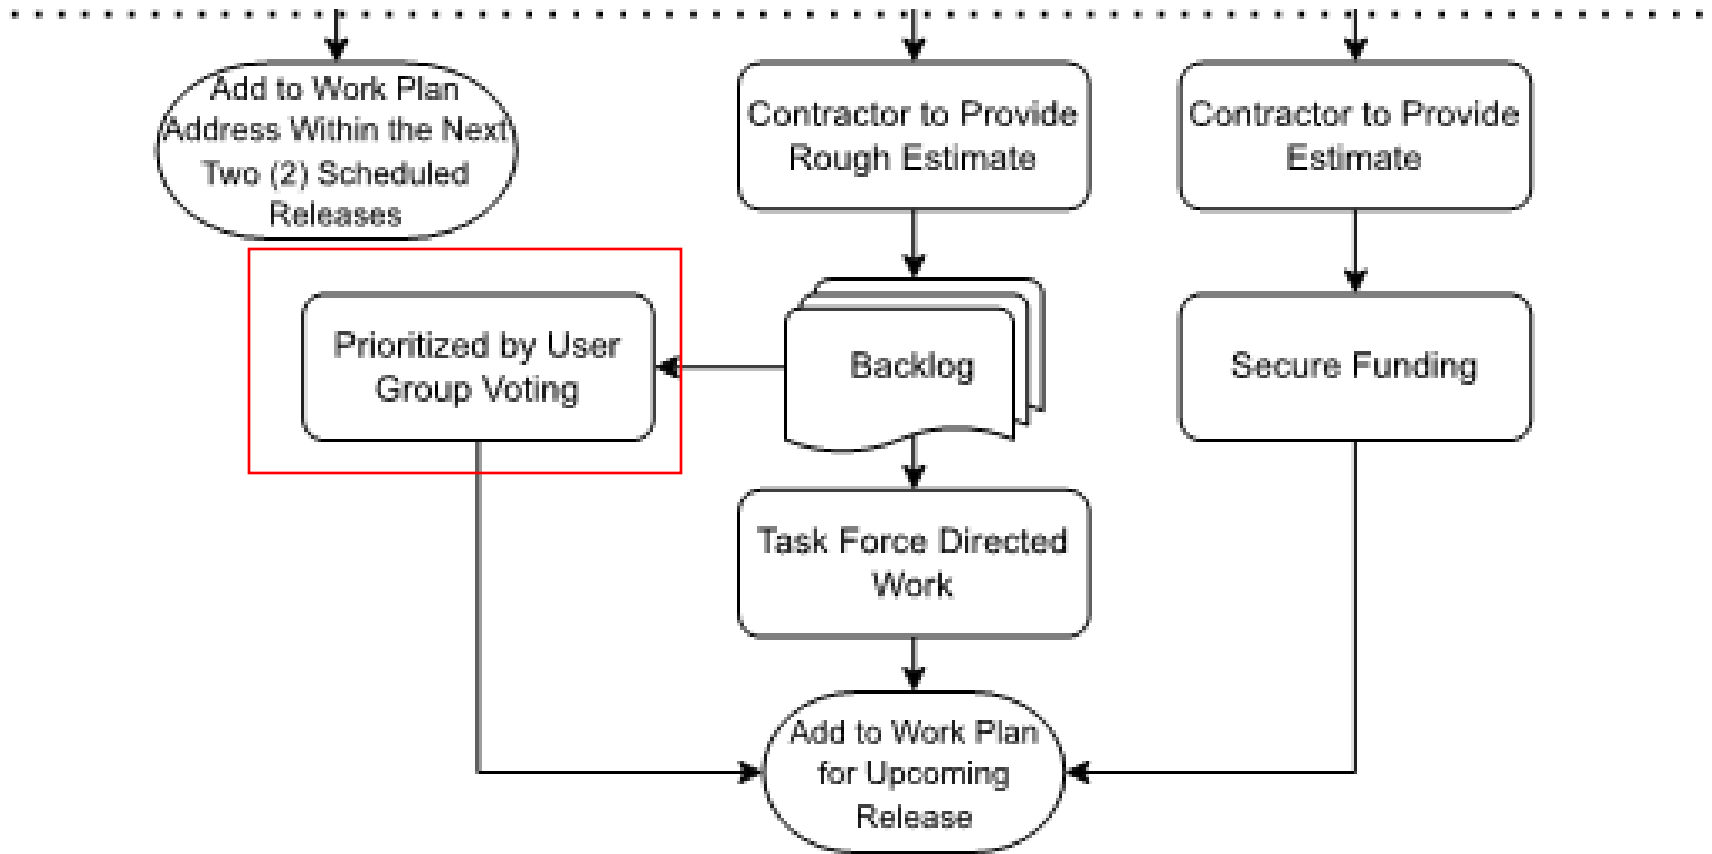 Add to Work Plan
Address Within the Next
Two (2) Scheduled
Releases
Contractor to Provide
Rough Estimate
Contractor to Provide
Estimate
Prioritized by User
Group Voting
Backlog
Secure Funding
Task Force Directed
Work
Add to Work Plan
for Upcoming
Release